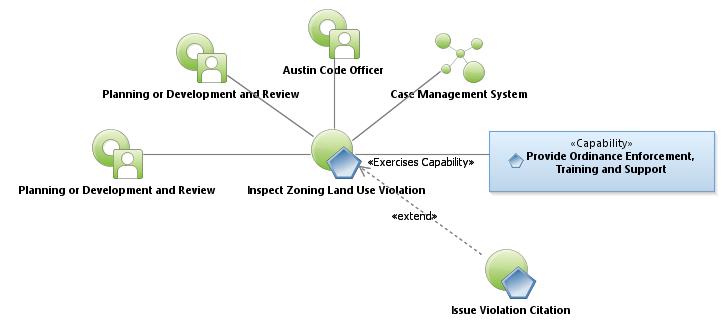 Austin Code Officer
Planning or Development and Review
Case Management System
«Capability»
Provide Ordinance Enforcement,
Training and Support
«Exercises Capability»
Planning or Development and Review
Inspect Zoning Land Use Violation
«extend»
Issue Violation Citation